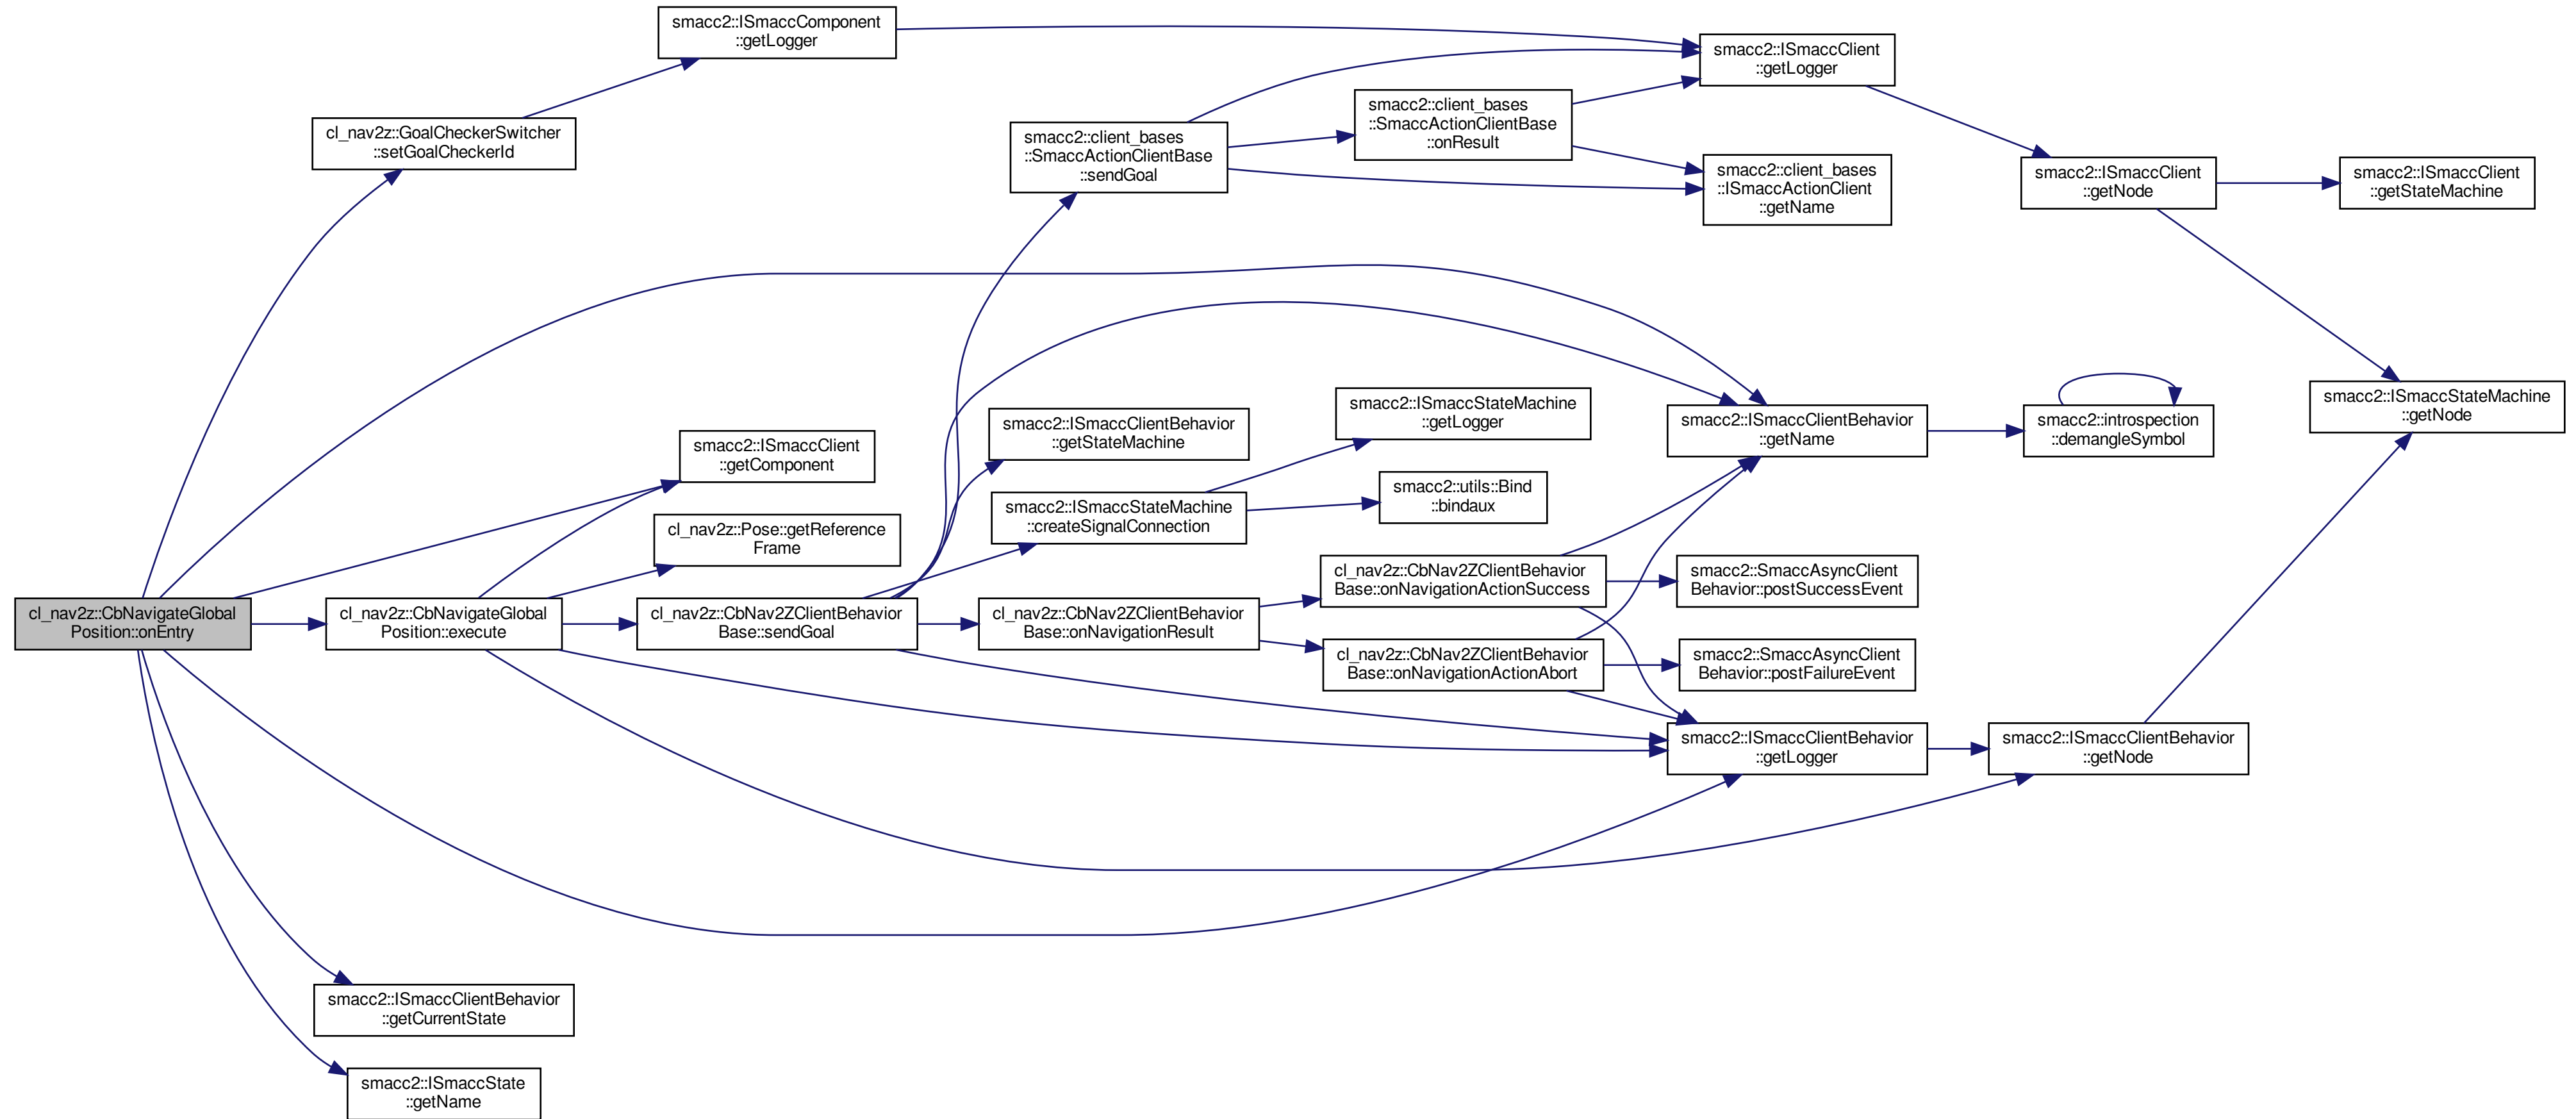 smacc2::ISmaccComponent
::getLogger
smacc2::ISmaccClient
::getLogger
smacc2::client_bases
::SmaccActionClientBase
::onResult
cl_nav2z::GoalCheckerSwitcher
::setGoalCheckerId
smacc2::client_bases
::SmaccActionClientBase
::sendGoal
smacc2::client_bases
::ISmaccActionClient
::getName
smacc2::ISmaccClient
::getNode
smacc2::ISmaccClient
::getStateMachine
smacc2::ISmaccStateMachine
::getNode
smacc2::ISmaccStateMachine
::getLogger
smacc2::ISmaccClientBehavior
::getStateMachine
smacc2::ISmaccClientBehavior
::getName
smacc2::introspection
::demangleSymbol
smacc2::ISmaccClient
::getComponent
smacc2::utils::Bind
::bindaux
smacc2::ISmaccStateMachine
::createSignalConnection
cl_nav2z::Pose::getReference
Frame
cl_nav2z::CbNav2ZClientBehavior
Base::onNavigationActionSuccess
smacc2::SmaccAsyncClient
Behavior::postSuccessEvent
cl_nav2z::CbNavigateGlobal
Position::onEntry
cl_nav2z::CbNavigateGlobal
Position::execute
cl_nav2z::CbNav2ZClientBehavior
Base::sendGoal
cl_nav2z::CbNav2ZClientBehavior
Base::onNavigationResult
cl_nav2z::CbNav2ZClientBehavior
Base::onNavigationActionAbort
smacc2::SmaccAsyncClient
Behavior::postFailureEvent
smacc2::ISmaccClientBehavior
::getLogger
smacc2::ISmaccClientBehavior
::getNode
smacc2::ISmaccClientBehavior
::getCurrentState
smacc2::ISmaccState
::getName